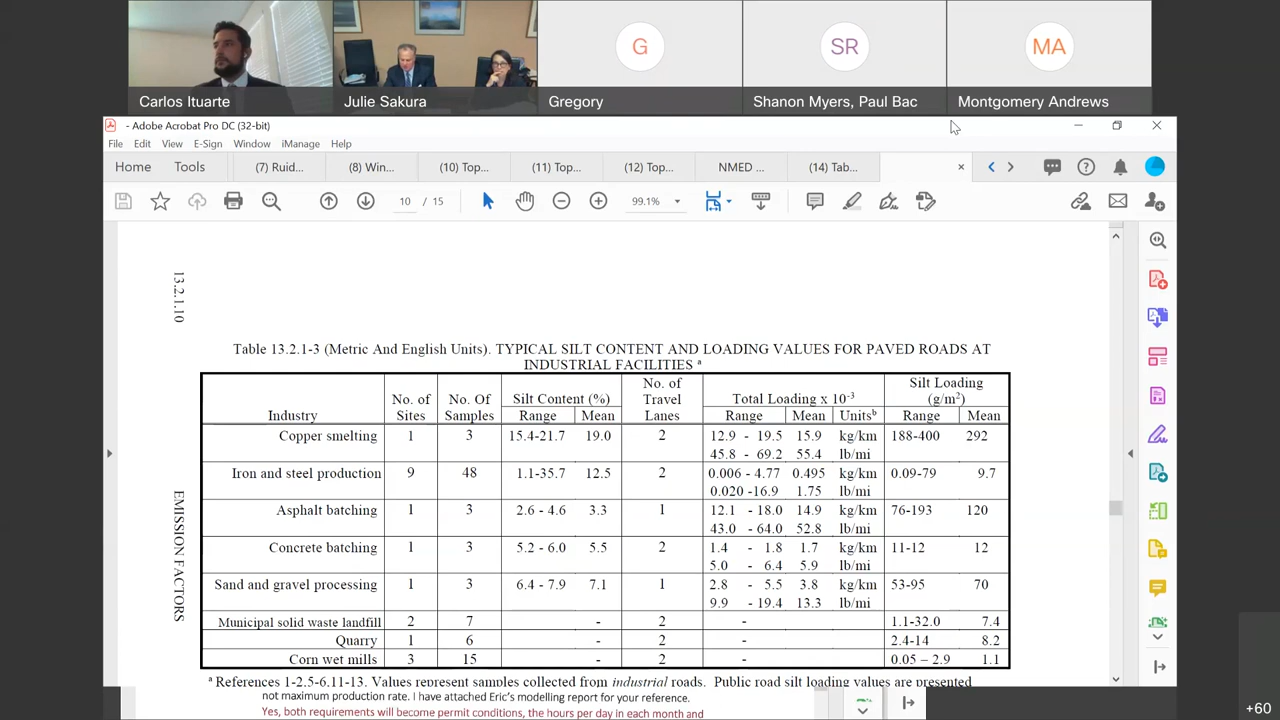 G
SR
MA
Carlos Ituarte
Julie Sakura
Gregory
Shanon Myers, Paul Bac
Montgomery Andrews
- Adobe Acrobat Pro DC (32-bit)
File Edit View E-Sign Window iManage Help
Home Tools (7) Ruid... (8) Win... (10) Top... (11) Top... (12) Top... NMED ... (14) Tab...
10 / 15 99.1%
13.2.1.10
EMISSION FACTORS
Table 13.2.1-3 (Metric And English Units). TYPICAL SILT CONTENT AND LOADING VALUES FOR PAVED ROADS AT
INDUSTRIAL FACILITIES a
Industry No. of Sites No. Of Samples Silt Content (%) Range Mean No. of Travel Lanes Total Loading x 10-3 Range Mean Units b Silt Loading (g/m2) Range Mean
Copper smelting 1 3 15.4-21.7 19.0 2 12.9 - 19.5 15.9 kg/km 188-400 292
45.8 - 69.2 55.4 lb/mi
Iron and steel production 9 48 1.1-35.7 12.5 2 0.006 - 4.77 0.495 kg/km 0.09-79 9.7
0.020 -16.9 1.75 lb/mi
Asphalt batching 1 3 2.6 - 4.6 3.3 1 12.1 - 18.0 14.9 kg/km 76-193 120
43.0 - 64.0 52.8 lb/mi
Concrete batching 1 3 5.2 - 6.0 5.5 2 1.4 - 1.8 1.7 kg/km 11-12 12
5.0 - 6.4 5.9 lb/mi
Sand and gravel processing 1 3 6.4 - 7.9 7.1 1 2.8 - 5.5 3.8 kg/km 53-95 70
9.9 - 19.4 13.3 lb/mi
Municipal solid waste landfill 2 7 - 2 - 1.1-32.0 7.4
Quarry 1 6 - 2 - 2.4-14 8.2
Corn wet mills 3 15 - 2 - 0.05 – 2.9 1.1
a References 1-2,5-6,11-13. Values represent samples collected from industrial roads. Public road silt loading values are presented
not maximum production rate. I have attached Eric's modelling report for your reference.
Yes, both requirements will become permit conditions, the hours per day in each month and
+60